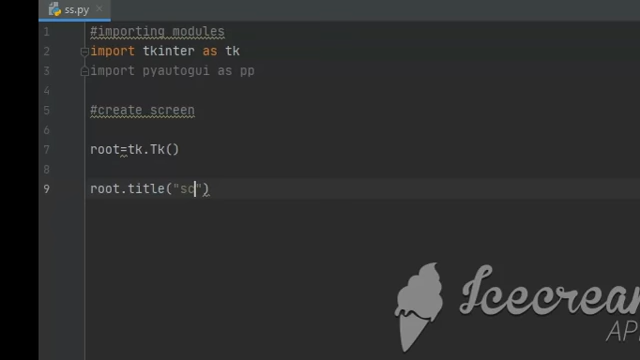 ss.py
1 #importing modules
2 import tkinter as tk
3 import pyautogui as pp
4
5 #create screen
6
7 root=tk.Tk()
8
9 root.title("sc")
Icecream
AP